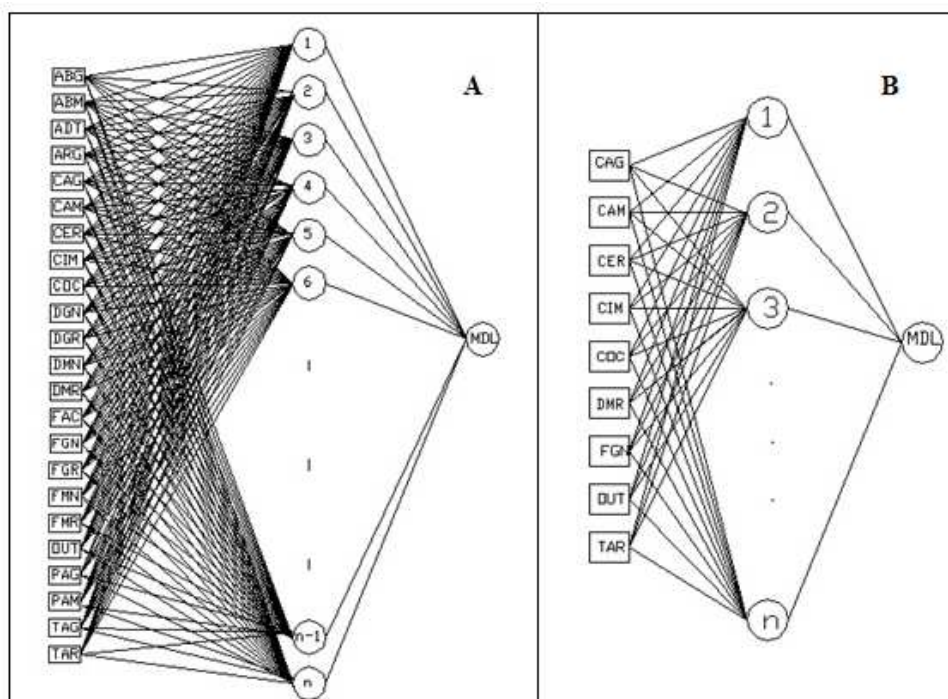 A
ABG
ABM
ADT
ARG
CAG
CAM
CER
CIM
COC
DGN
DGR
DMN
DMR
FAC
FGN
FGR
FMN
FMR
OUT
PAG
PAM
TAG
TAR
1
2
3
4
5
6
n-1
n
MDL
B
CAG
CAM
CER
CIM
COC
DMR
FGN
OUT
TAR
1
2
3
n
MDL